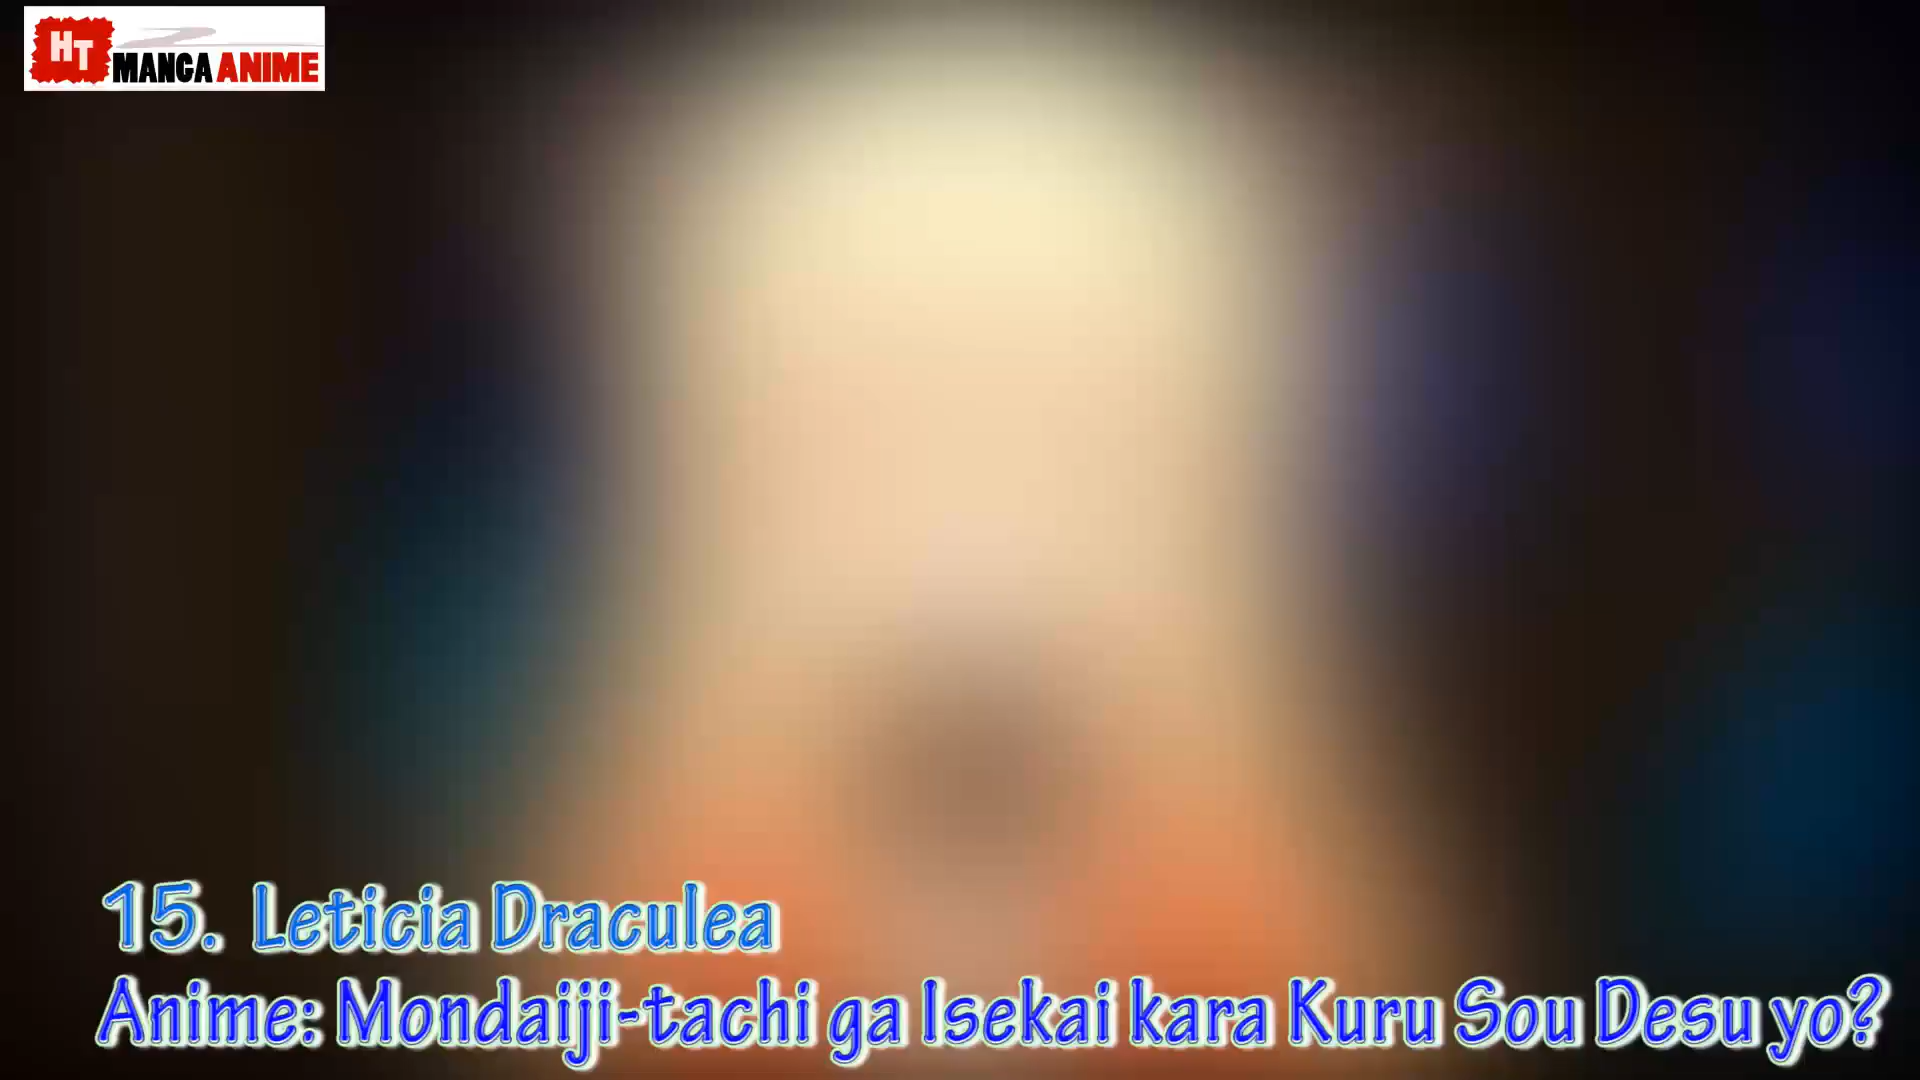 HT
MANGA ANIME
15. Leticia Draculea
Anime: Mondaiji-tachi ga Isekai kara Kuru Sou Desu yo?